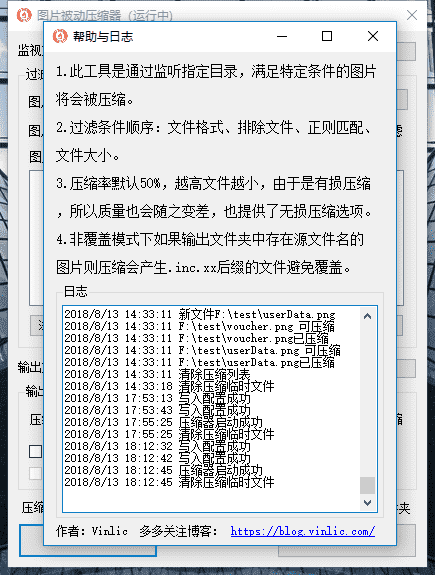 图片被动压缩器（运行中）
帮助与日志
监视
1.此工具是通过监听指定目录，满足特定条件的图片
将会被压缩。
2.过滤条件顺序：文件格式、排除文件、正则匹配、
文件大小。
3.压缩率默认50%，越高文件越小，由于是有损压缩
，所以质量也会随之变差，也提供了无损压缩选项。
4.非覆盖模式下如果输出文件夹中存在源文件名的
图片则压缩会产生.inc.xx后缀的文件避免覆盖。
日志
2018/8/13 14:33:11 新文件F:\test\userData.png
2018/8/13 14:33:11 F:\test\voucher.png 可压缩
2018/8/13 14:33:11 F:\test\voucher.png已压缩
2018/8/13 14:33:11 F:\test\userData.png 可压缩
2018/8/13 14:33:11 F:\test\userData.png已压缩
2018/8/13 14:33:11 清除压缩列表
2018/8/13 14:33:18 清除压缩临时文件
2018/8/13 17:53:13 写入配置成功
2018/8/13 17:53:43 写入配置成功
2018/8/13 17:55:25 压缩器启动成功
2018/8/13 17:55:25 清除压缩临时文件
2018/8/13 18:12:32 写入配置成功
2018/8/13 18:12:42 写入配置成功
2018/8/13 18:12:45 压缩器启动成功
2018/8/13 18:12:45 清除压缩临时文件
作者：Vinlic 多多关注博客： https://blog.vinlic.com/